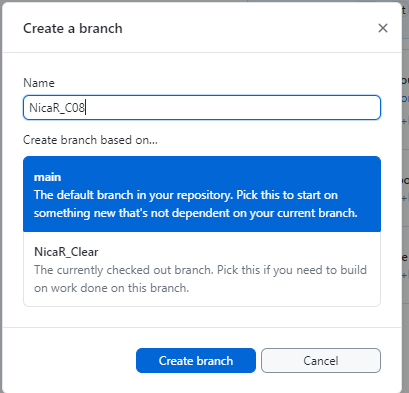 Create a branch
Name
NicaR_C08
Create branch based on...
main
The default branch in your repository. Pick this to start on
something new that's not dependent on your current branch.
NicaR_Clear
The currently checked out branch. Pick this if you need to build
on work done on this branch.
Create branch
Cancel